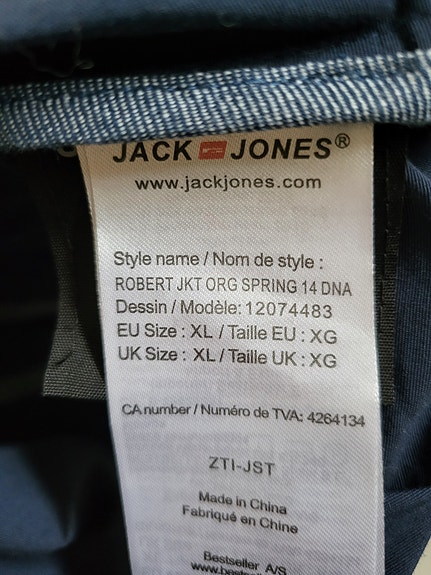 JACK JONES®
www.jackjones.com
Style name / Nom de style :
ROBERT JKT ORG SPRING 14 DNA
Dessin / Modèle: 12074483
EU Size : XL / Taille EU : XG
UK Size : XL / Taille UK : XG
CA number / Numéro de TVA: 4264134
ZTI-JST
Made in China
Fabriqué en Chine
Bestseller A/S